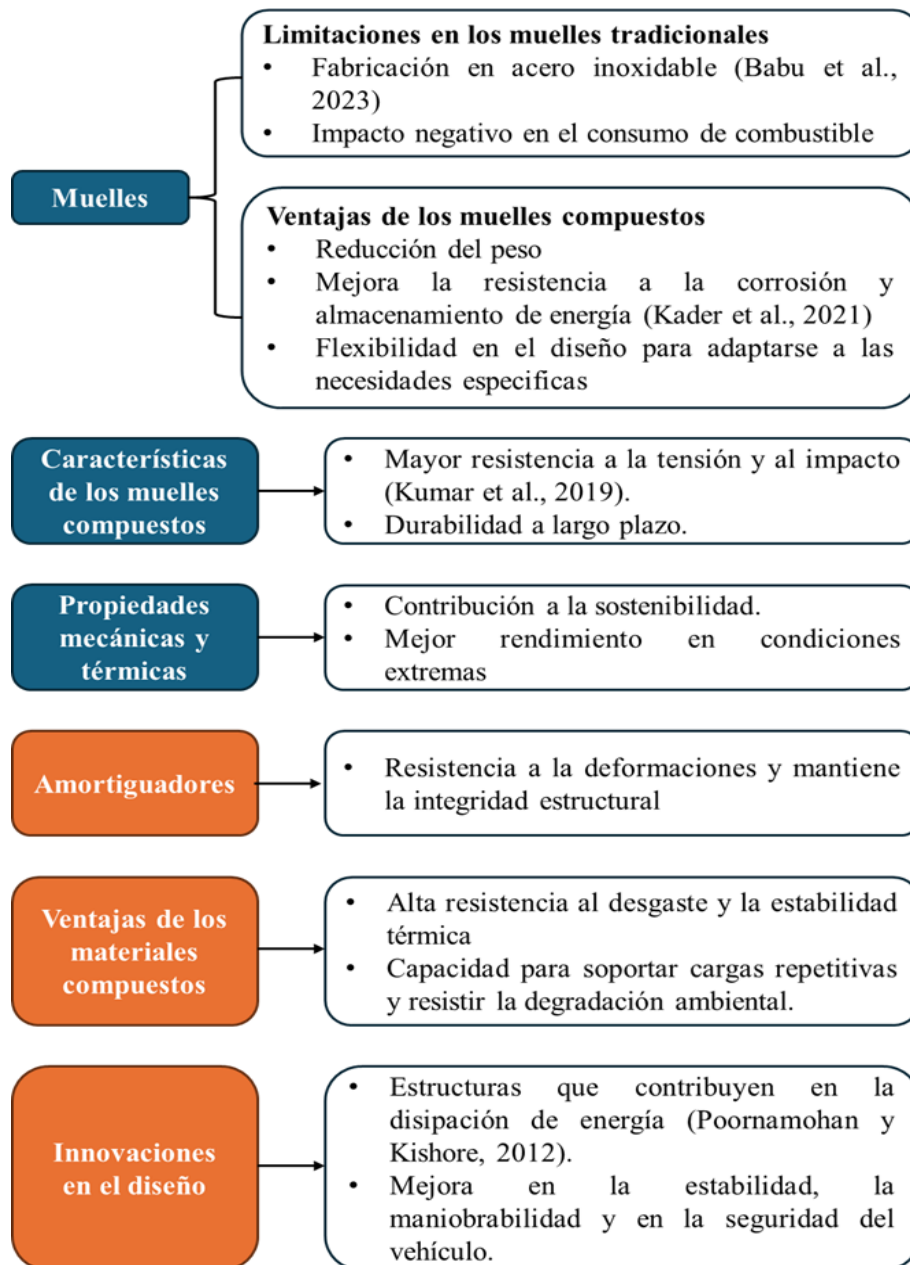 Limitaciones en los muelles tradicionales
• Fabricación en acero inoxidable (Babu et al.,
2023)
• Impacto negativo en el consumo de combustible
Muelles
Ventajas de los muelles compuestos
• Reducción del peso
• Mejora la resistencia a la corrosión y
almacenamiento de energía (Kader et al., 2021)
• Flexibilidad en el diseño para adaptarse a las
necesidades especificas
Características
de los muelles
compuestos
• Mayor resistencia a la tensión y al impacto
(Kumar et al., 2019).
• Durabilidad a largo plazo.
Propiedades
mecánicas y
térmicas
• Contribución a la sostenibilidad.
• Mejor rendimiento en condiciones
extremas
Amortiguadores
• Resistencia a la deformaciones y mantiene
la integridad estructural
Ventajas de los
materiales
compuestos
• Alta resistencia al desgaste y la estabilidad
térmica
• Capacidad para soportar cargas repetitivas
y resistir la degradación ambiental.
Innovaciones
en el diseño
• Estructuras que contribuyen en la
disipación de energía (Poornamohan y
Kishore, 2012).
• Mejora en la estabilidad, la
maniobrabilidad y en la seguridad del
vehículo.